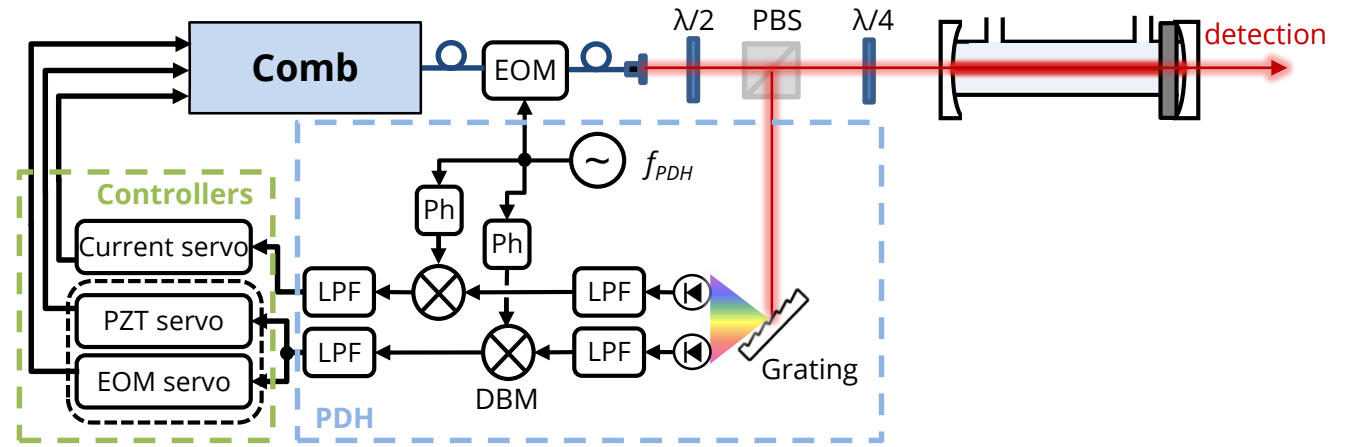 λ/2
PBS
λ/4
detection
Comb
EOM
~
f_PDH
Controllers
Ph
Ph
Current servo
LPF
LPF
PZT servo
LPF
LPF
EOM servo
DBM
Grating
PDH